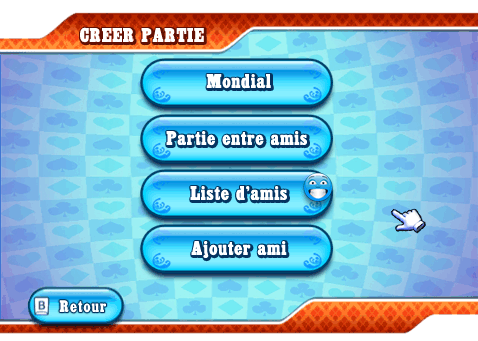 CREER PARTIE
Mondial
Partie entre amis
Liste d'amis
Ajouter ami
B Retour